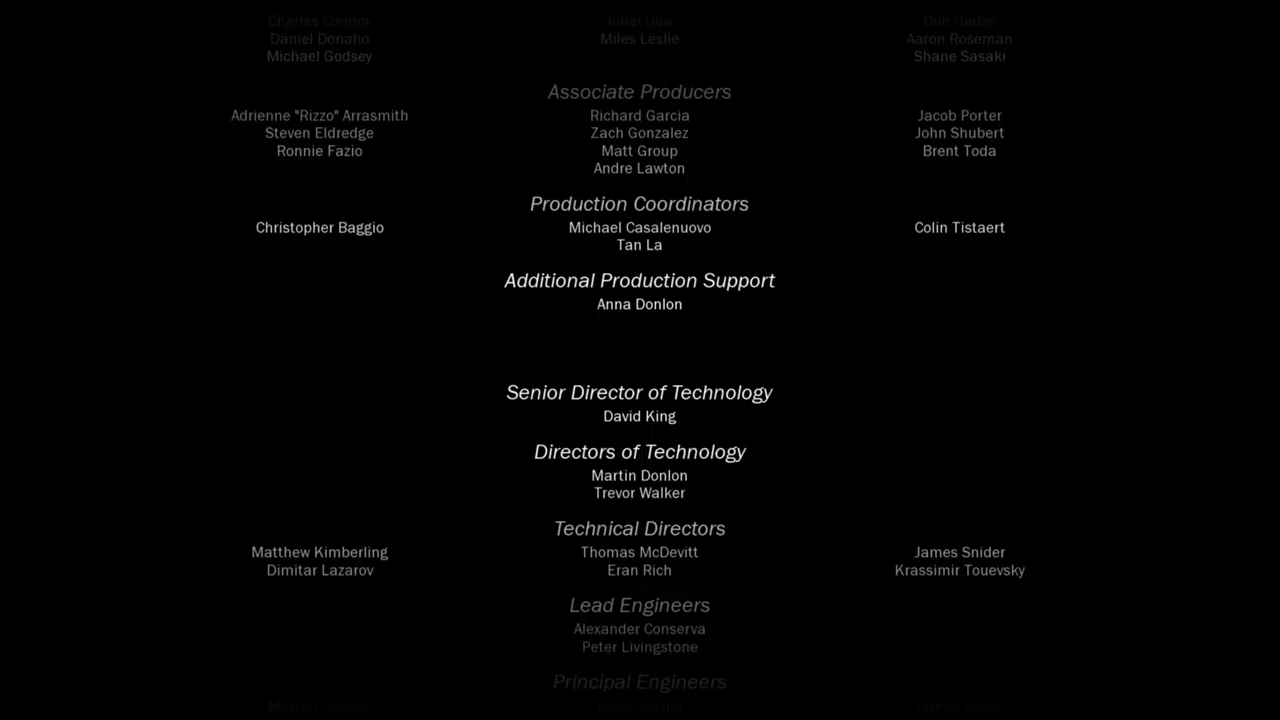 Charles Connoy
Daniel Donaho
Michael Godsey
Miles Leslie
Aaron Roseman
Shane Sasaki
Associate Producers
Adrienne "Rizzo" Arrasmith
Steven Eldredge
Ronnie Fazio
Richard Garcia
Zach Gonzalez
Matt Group
Andre Lawton
Jacob Porter
John Shubert
Brent Toda
Production Coordinators
Christopher Baggio
Michael Casalenuovo
Tan La
Colin Tistaert
Additional Production Support
Anna Donlon
Senior Director of Technology
David King
Directors of Technology
Martin Donlon
Trevor Walker
Technical Directors
Matthew Kimberling
Dimitar Lazarov
Thomas McDevitt
Eran Rich
James Snider
Krassimir Touevsky
Lead Engineers
Alexander Conserva
Peter Livingstone
Principal Engineers